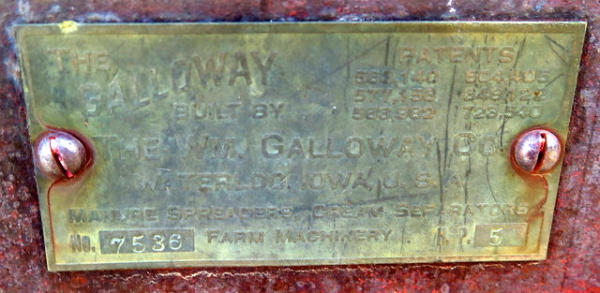 THE
GALLOWAY
BUILT BY
PATENTS
THE WM. GALLOWAY CO.
WATERLOO, IOWA, U.S.A.
MANURE SPREADERS, CREAM SEPARATORS
NO. 7536 FARM MACHINERY. H.P. 5